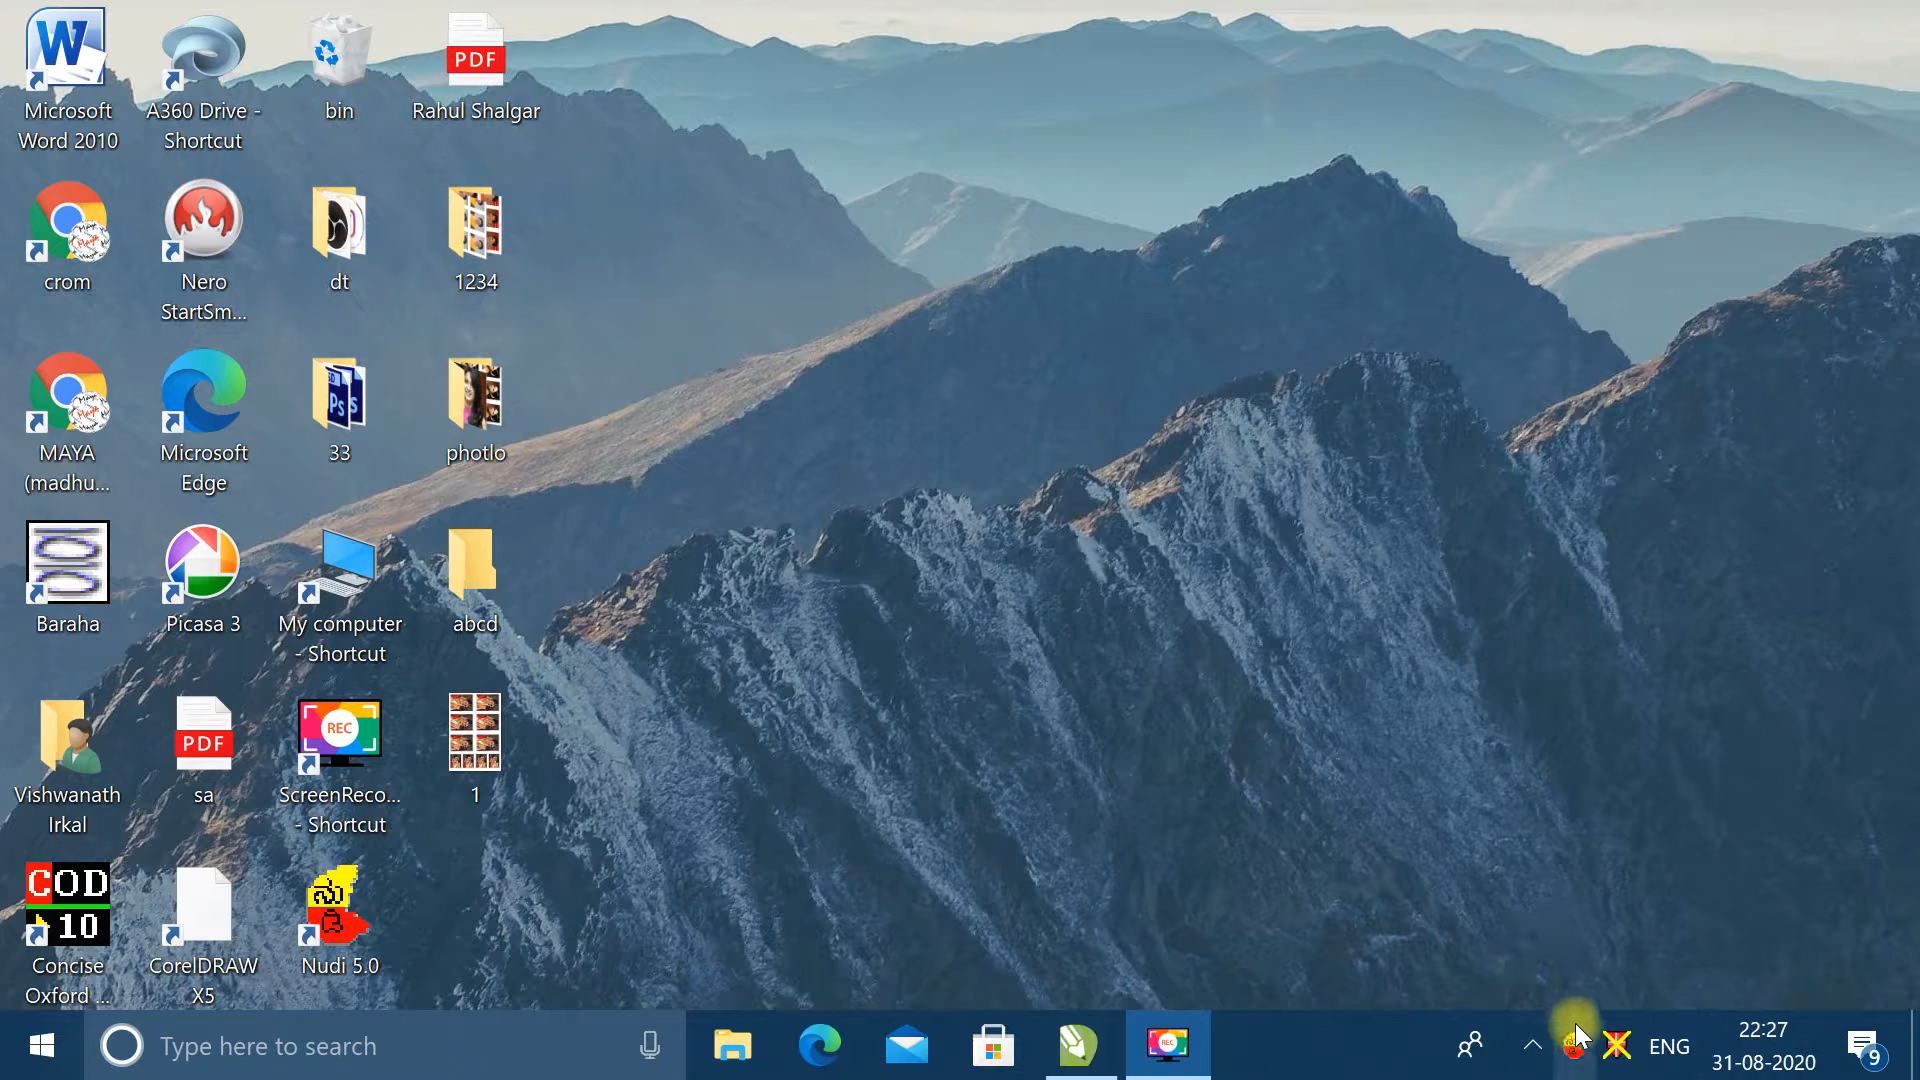 Microsoft
Word 2010
A360 Drive -
Shortcut
bin
PDF
Rahul Shalgar
crom
Nero
StartSm...
dt
1234
MAYA
(madhu...
Microsoft
Edge
Ps
33
photlo
Baraha
Picasa 3
My computer
- Shortcut
abcd
Vishwanath
Irkal
PDF
sa
REC
ScreenReco...
- Shortcut
1
COD
10
Concise
Oxford ...
CorelDRAW
X5
ನು
ಡಿ
Nudi 5.0
Type here to search
REC
ENG
22:27
31-08-2020
9